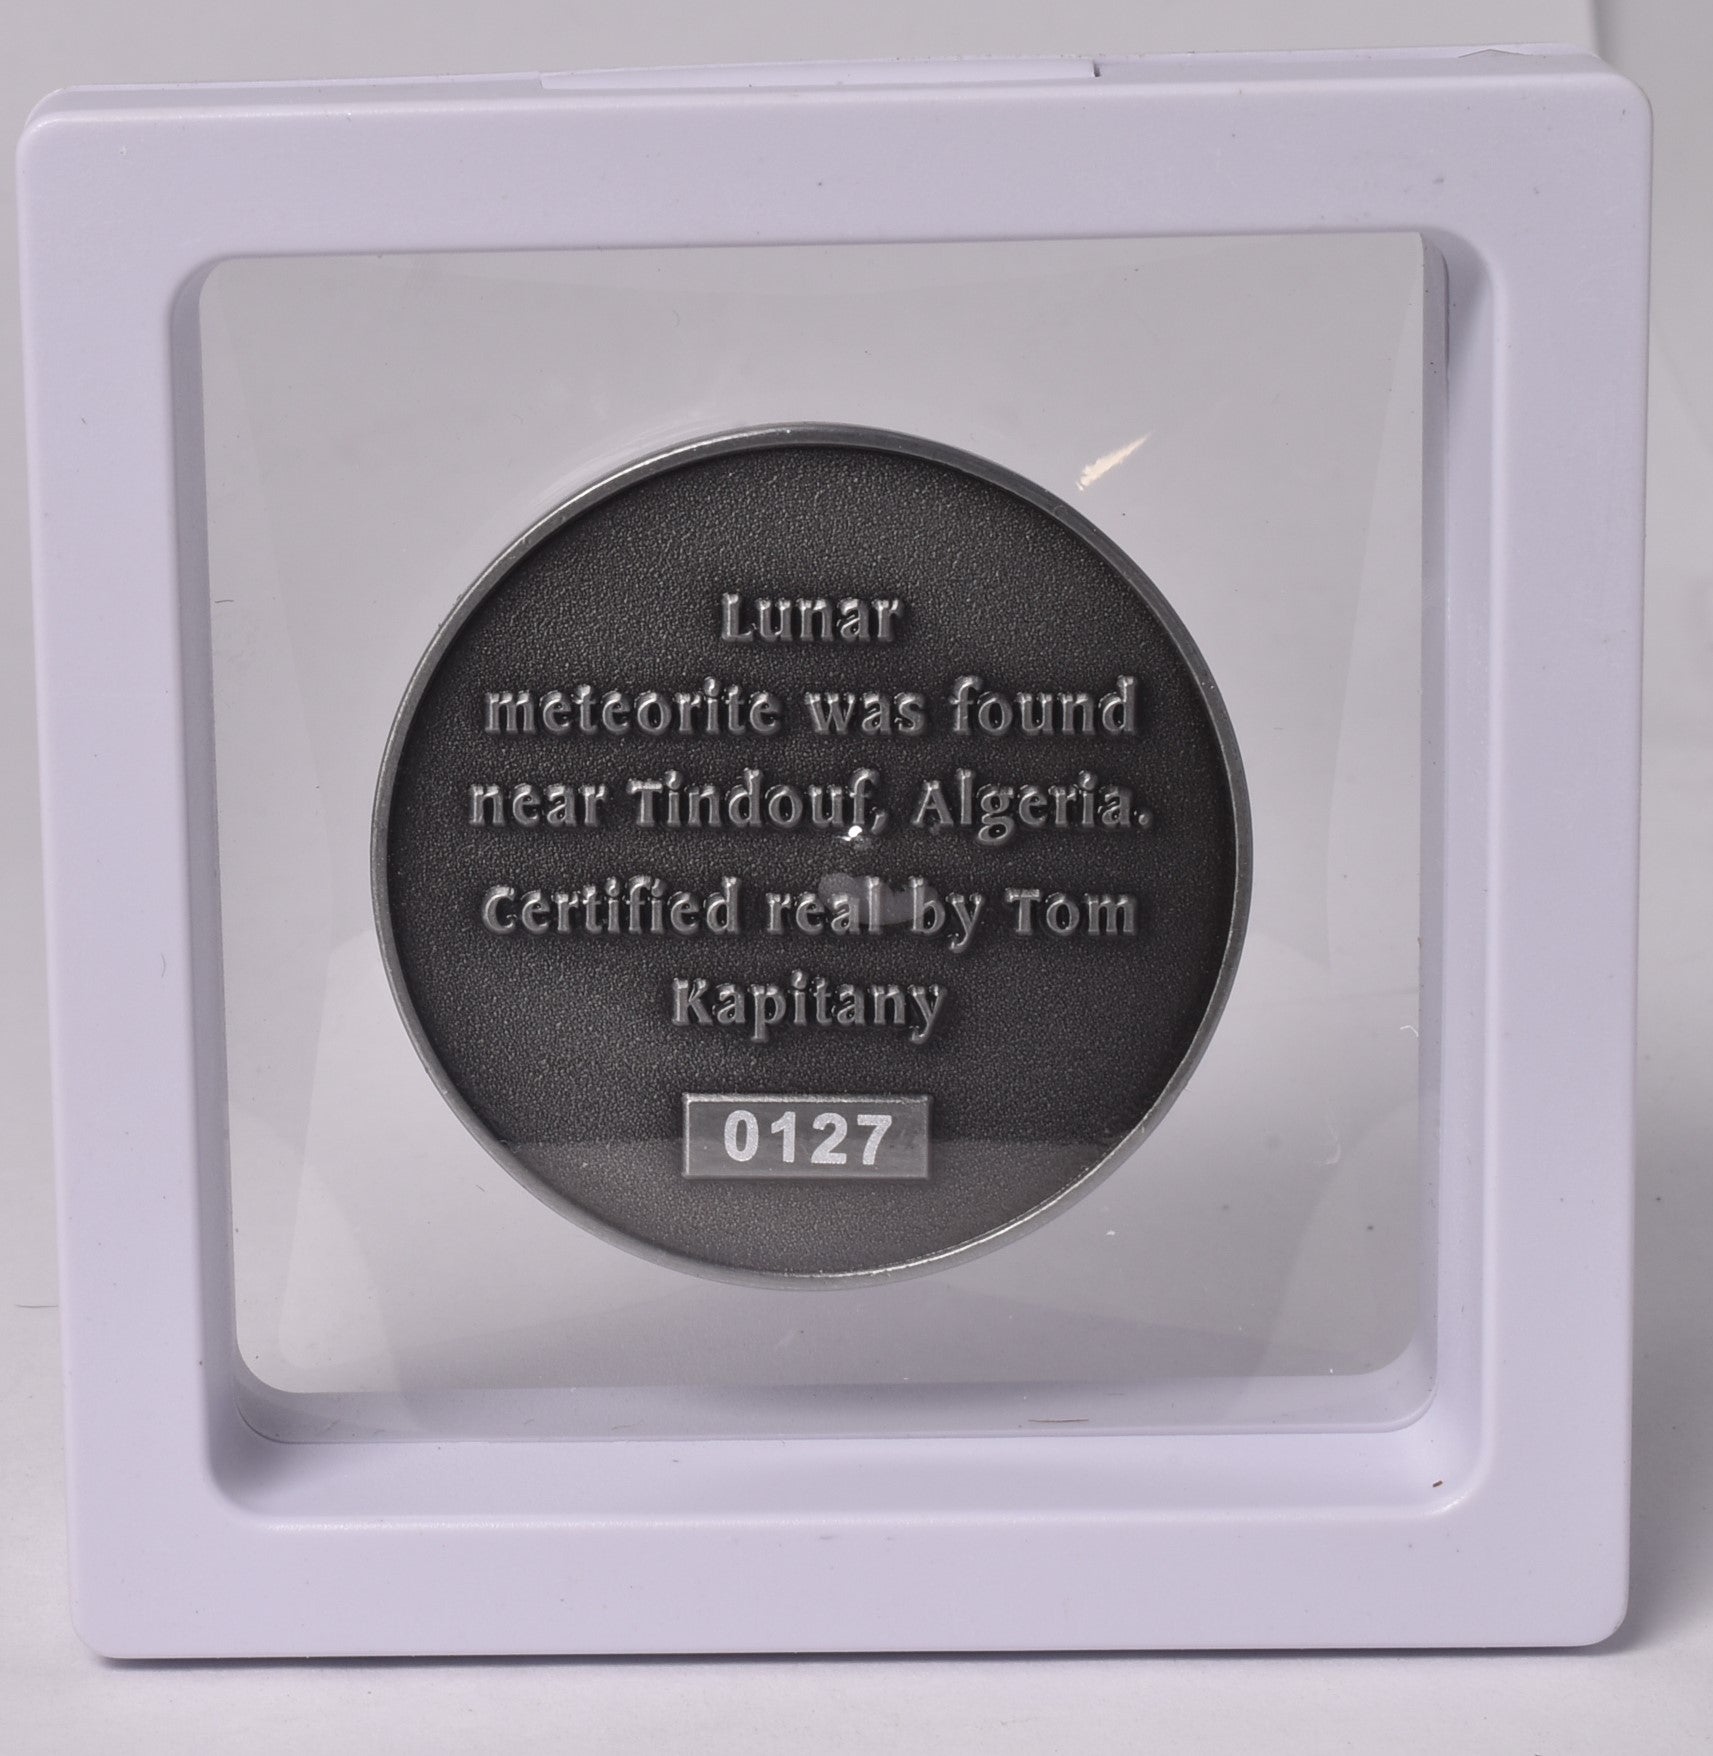 Lunar
meteorite was found
near Tindouf, Algeria.
Certified real by Tom
Kapitany
0127